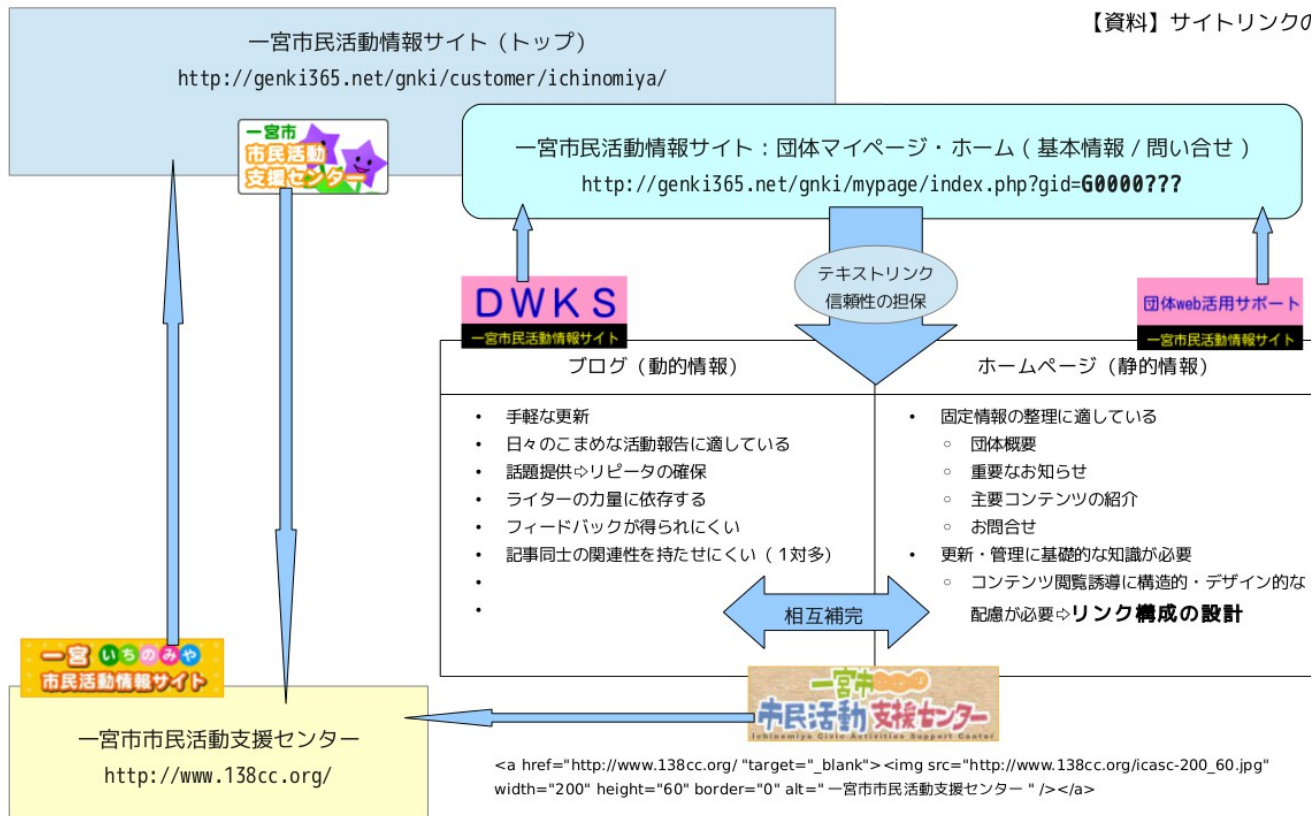 【資料】サイトリンクの
一宮市民活動情報サイト（トップ）
http://genki365.net/gnki/customer/ichinomiya/
一宮市
市民活動
支援センター
一宮市民活動情報サイト：団体マイページ・ホーム ( 基本情報 / 問い合せ )
http://genki365.net/gnki/mypage/index.php?gid=G0000???
テキストリンク
信頼性の担保
DWKS
一宮市民活動情報サイト
団体web活用サポート
一宮市民活動情報サイト
ブログ（動的情報）
• 手軽な更新
• 日々のこまめな活動報告に適している
• 話題提供⇨リピータの確保
• ライターの力量に依存する
• フィードバックが得られにくい
• 記事同士の関連性を持たせにくい（１対多）
•
•
ホームページ（静的情報）
• 固定情報の整理に適している
◦ 団体概要
◦ 重要なお知らせ
◦ 主要コンテンツの紹介
◦ お問合せ
• 更新・管理に基礎的な知識が必要
◦ コンテンツ閲覧誘導に構造的・デザイン的な
配慮が必要⇨リンク構成の設計
相互補完
一宮 いちのみや
市民活動情報サイト
一宮市市民活動支援センター
http://www.138cc.org/
一宮市
市民活動 支援センター
Ichinomiya Civic Activities Support Center
<a href="http://www.138cc.org/ "target="_blank"><img src="http://www.138cc.org/icasc-200_60.jpg"
width="200" height="60" border="0" alt=" 一宮市市民活動支援センター " /></a>